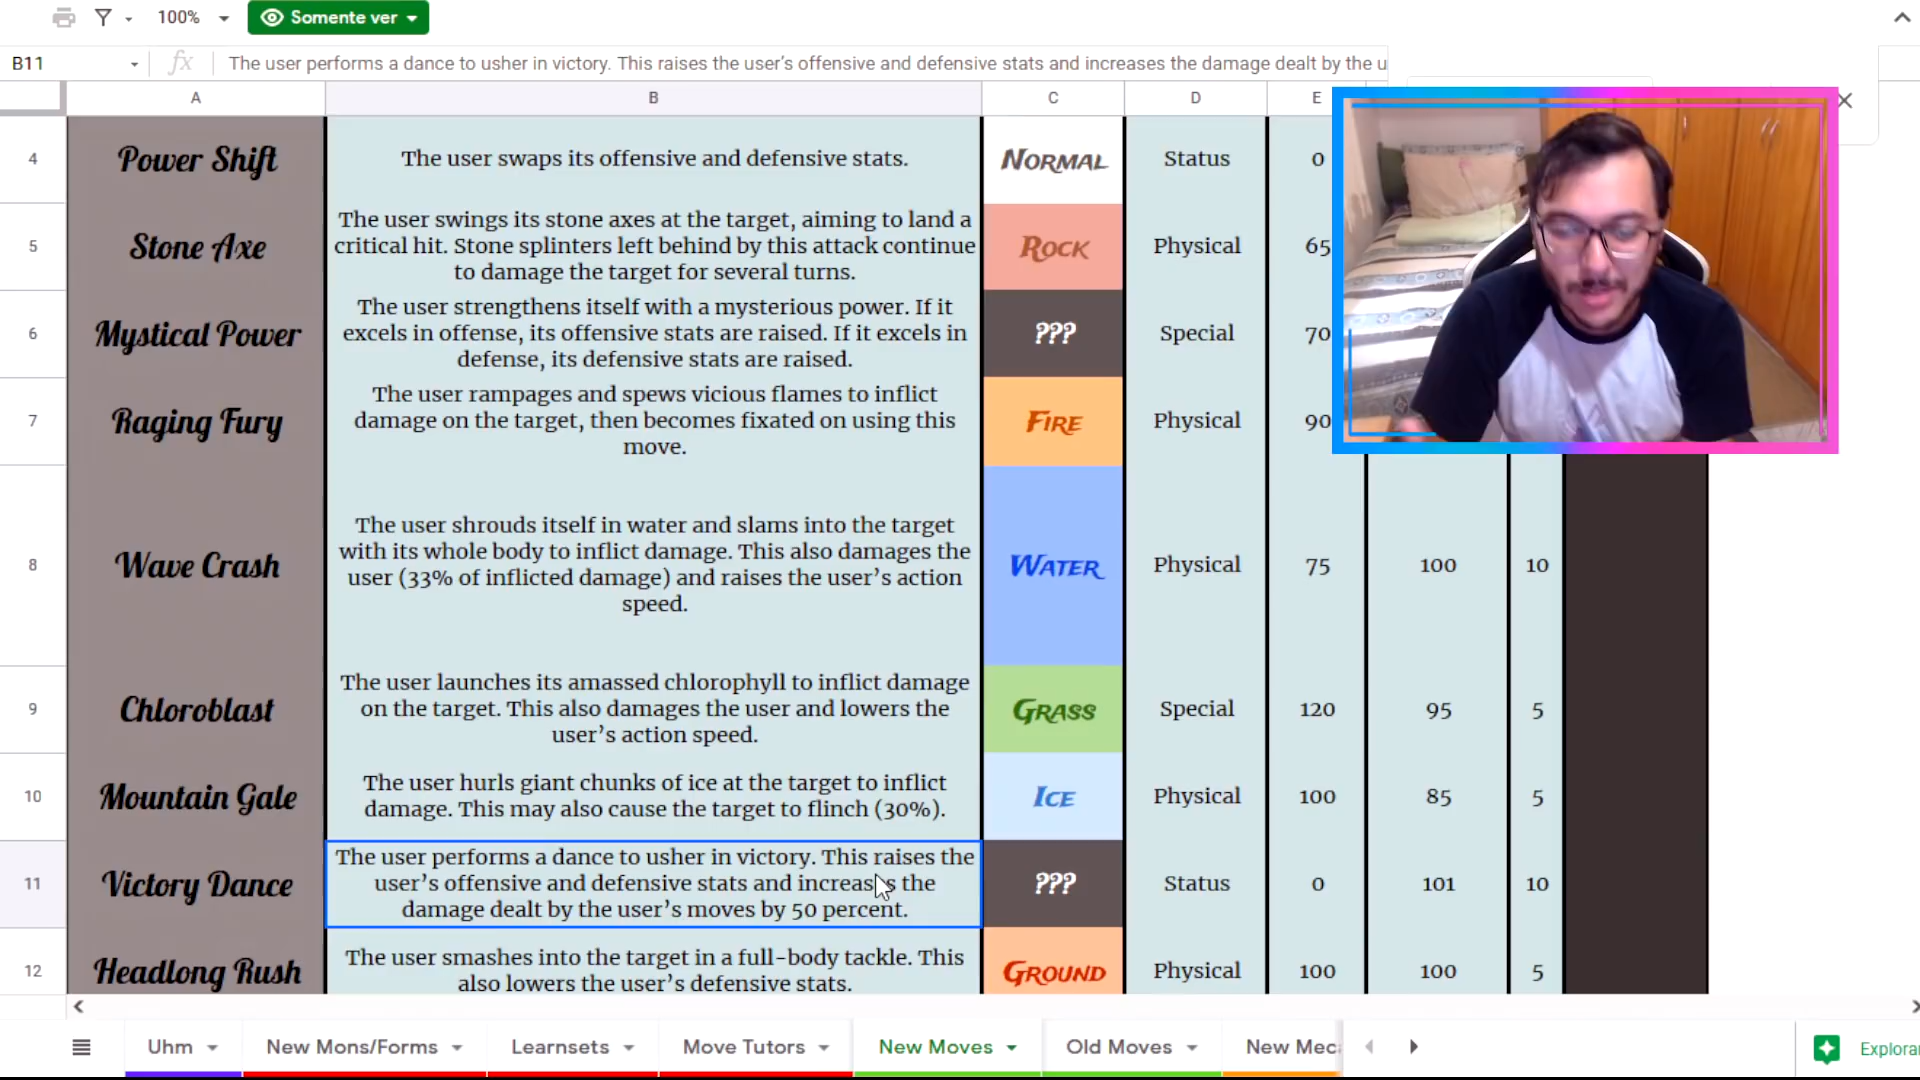 100%
Somente ver
B11
fx
The user performs a dance to usher in victory. This raises the user's offensive and defensive stats and increases the damage dealt by the u
A B C D E
4
Power Shift
The user swaps its offensive and defensive stats.
NORMAL
Status
0
5
Stone Axe
The user swings its stone axes at the target, aiming to land a
critical hit. Stone splinters left behind by this attack continue
to damage the target for several turns.
ROCK
Physical
65
6
Mystical Power
The user strengthens itself with a mysterious power. If it
excels in offense, its offensive stats are raised. If it excels in
defense, its defensive stats are raised.
???
Special
70
7
Raging Fury
The user rampages and spews vicious flames to inflict
damage on the target, then becomes fixated on using this
move.
FIRE
Physical
90
8
Wave Crash
The user shrouds itself in water and slams into the target
with its whole body to inflict damage. This also damages the
user (33% of inflicted damage) and raises the user's action
speed.
WATER
Physical
75
100
10
9
Chloroblast
The user launches its amassed chlorophyll to inflict damage
on the target. This also damages the user and lowers the
user's action speed.
GRASS
Special
120
95
5
10
Mountain Gale
The user hurls giant chunks of ice at the target to inflict
damage. This may also cause the target to flinch (30%).
ICE
Physical
100
85
5
11
Victory Dance
The user performs a dance to usher in victory. This raises the
user's offensive and defensive stats and increases the
damage dealt by the user's moves by 50 percent.
???
Status
0
101
10
12
Headlong Rush
The user smashes into the target in a full-body tackle. This
also lowers the user's defensive stats.
GROUND
Physical
100
100
5
Uhm New Mons/Forms Learnsets Move Tutors New Moves Old Moves New Mec
Explorar